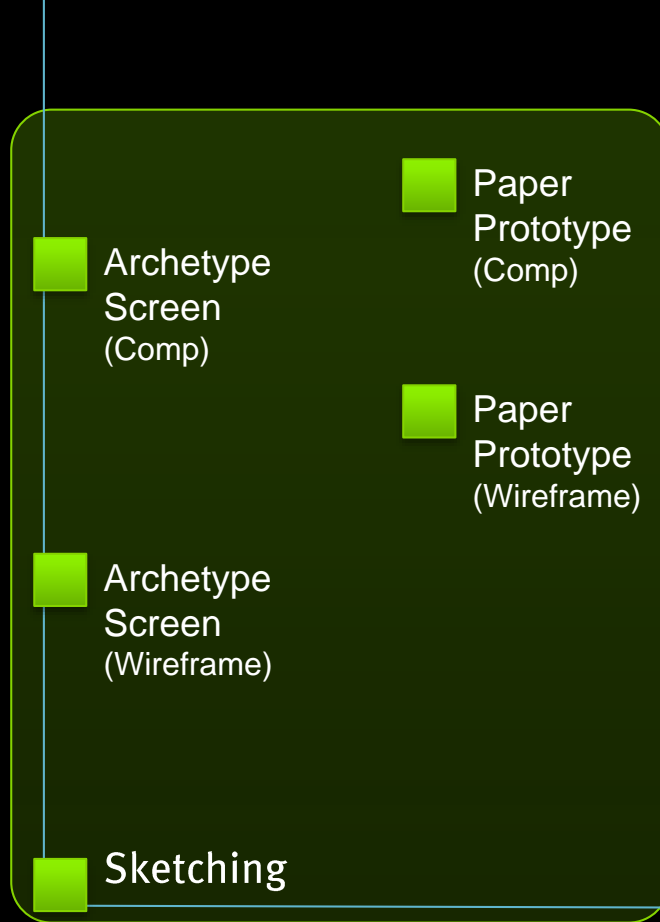 Paper
Prototype
(Comp)
Archetype
Screen
(Comp)
Paper
Prototype
(Wireframe)
Archetype
Screen
(Wireframe)
Sketching